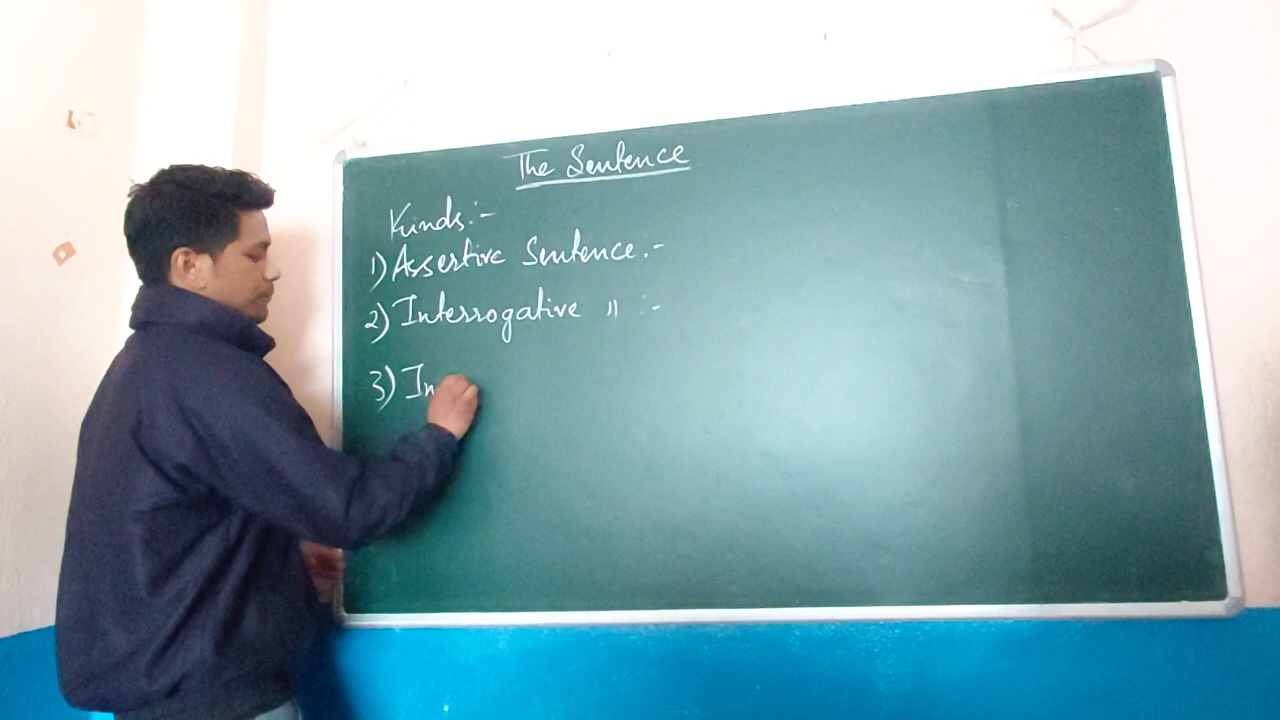 The Sentence
Kinds:-
1) Assertive Sentence:-
2) Interrogative " :-
3) In